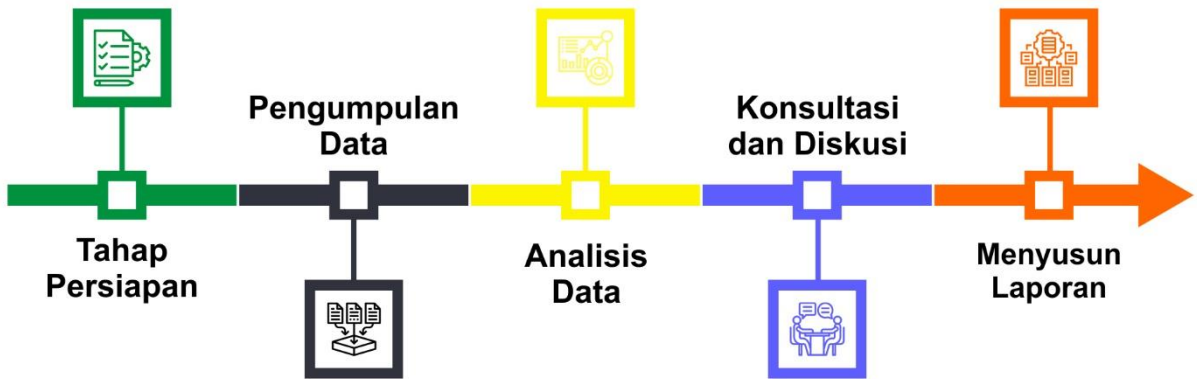 Tahap
Persiapan
Pengumpulan
Data
Analisis
Data
Konsultasi
dan Diskusi
Menyusun
Laporan